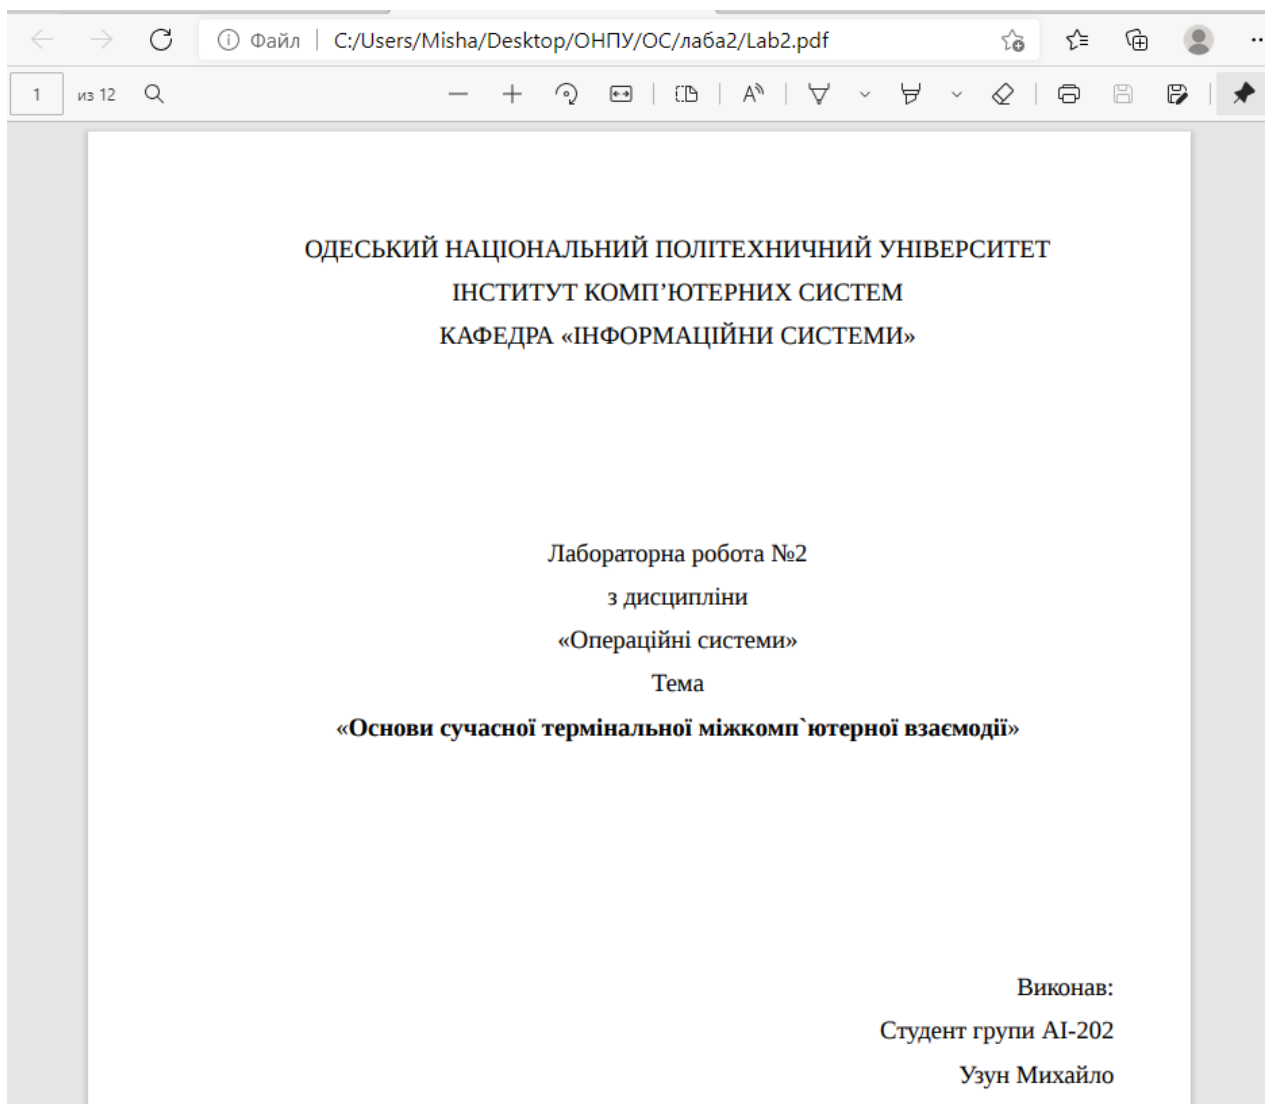 Файл C:/Users/Misha/Desktop/ОНПУ/ОС/лаба2/Lab2.pdf
1 из 12
ОДЕСЬКИЙ НАЦІОНАЛЬНИЙ ПОЛІТЕХНИЧНИЙ УНІВЕРСИТЕТ
ІНСТИТУТ КОМП’ЮТЕРНИХ СИСТЕМ
КАФЕДРА «ІНФОРМАЦІЙНИ СИСТЕМИ»
Лабораторна робота №2
з дисципліни
«Операційні системи»
Тема
«Основи сучасної термінальної міжкомп`ютерної взаємодії»
Виконав:
Студент групи АІ-202
Узун Михайло